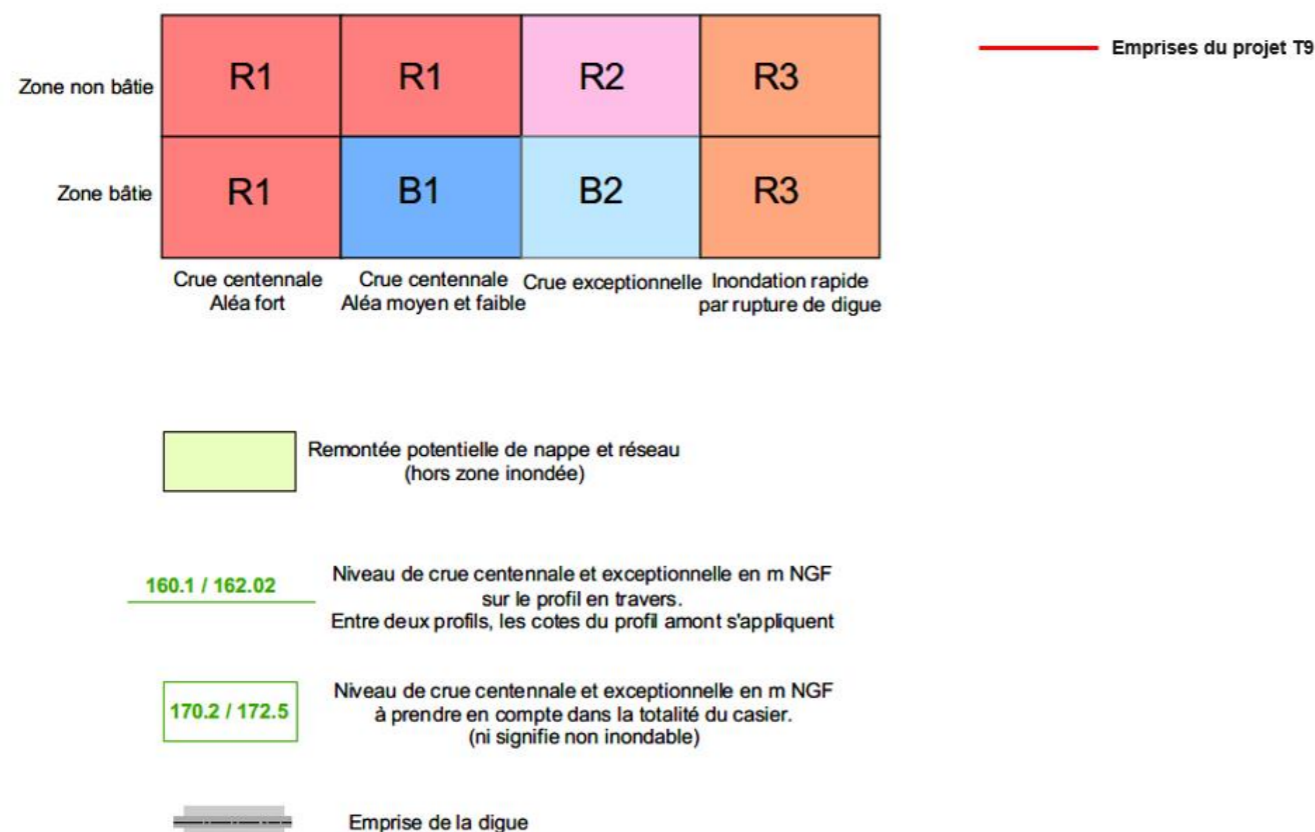 Emprises du projet T9
Zone non bâtie
R1
R1
R2
R3
Zone bâtie
R1
B1
B2
R3
Crue centennale
Aléa fort
Crue centennale
Aléa moyen et faible
Crue exceptionnelle
Inondation rapide
par rupture de digue
Remontée potentielle de nappe et réseau
(hors zone inondée)
160.1 / 162.02
Niveau de crue centennale et exceptionnelle en m NGF
sur le profil en travers.
Entre deux profils, les cotes du profil amont s'appliquent
170.2 / 172.5
Niveau de crue centennale et exceptionnelle en m NGF
à prendre en compte dans la totalité du casier.
(ni signifie non inondable)
Emprise de la digue